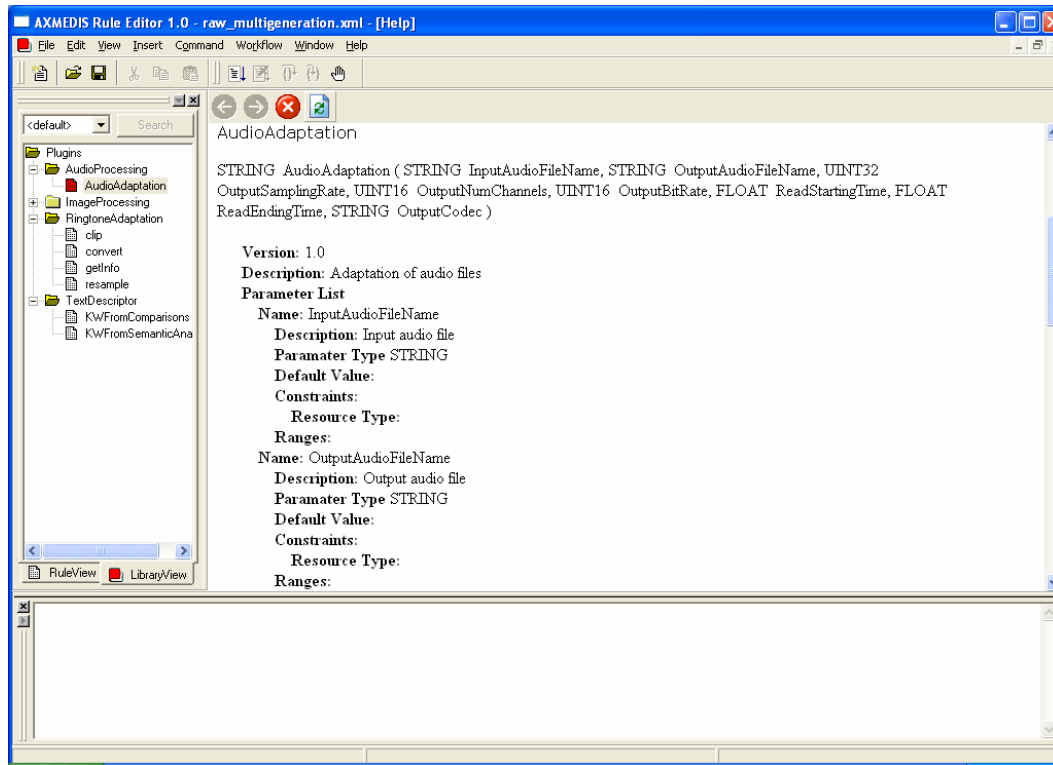 AXMEDIS Rule Editor 1.0 - raw_multigeneration.xml - [Help]
File Edit View Insert Command Workflow Window Help
<default> Search
Plugins
AudioProcessing
AudioAdaptation
ImageProcessing
RingtoneAdaptation
clip
convert
getInfo
resample
TextDescriptor
KWFromComparisons
KWFromSemanticAna
RuleView LibraryView
AudioAdaptation
STRING AudioAdaptation ( STRING InputAudioFileName, STRING OutputAudioFileName, UINT32
OutputSamplingRate, UINT16 OutputNumChannels, UINT16 OutputBitRate, FLOAT ReadStartingTime, FLOAT
ReadEndingTime, STRING OutputCodec )
Version: 1.0
Description: Adaptation of audio files
Parameter List
Name: InputAudioFileName
Description: Input audio file
Paramater Type STRING
Default Value:
Constraints:
Resource Type:
Ranges:
Name: OutputAudioFileName
Description: Output audio file
Paramater Type STRING
Default Value:
Constraints:
Resource Type:
Ranges: